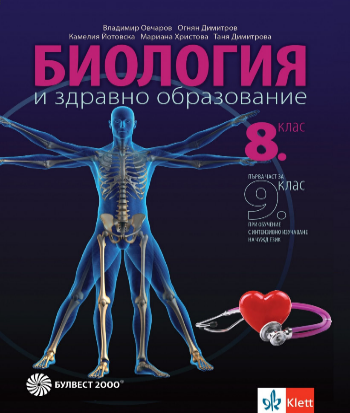 Владимир Овчаров   Огнян Димитров
Камелия Йотовска   Мариана Христова   Таня Димитрова
БИОЛОГИЯ
и здравно образование
8. клас
ПЪРВА ЧАСТ ЗА
9. клас
ПРИ ОБУЧЕНИЕ
С ИНТЕНЗИВНО ИЗУЧАВАНЕ
НА ЧУЖД ЕЗИК
БУЛВЕСТ 2000
Klett